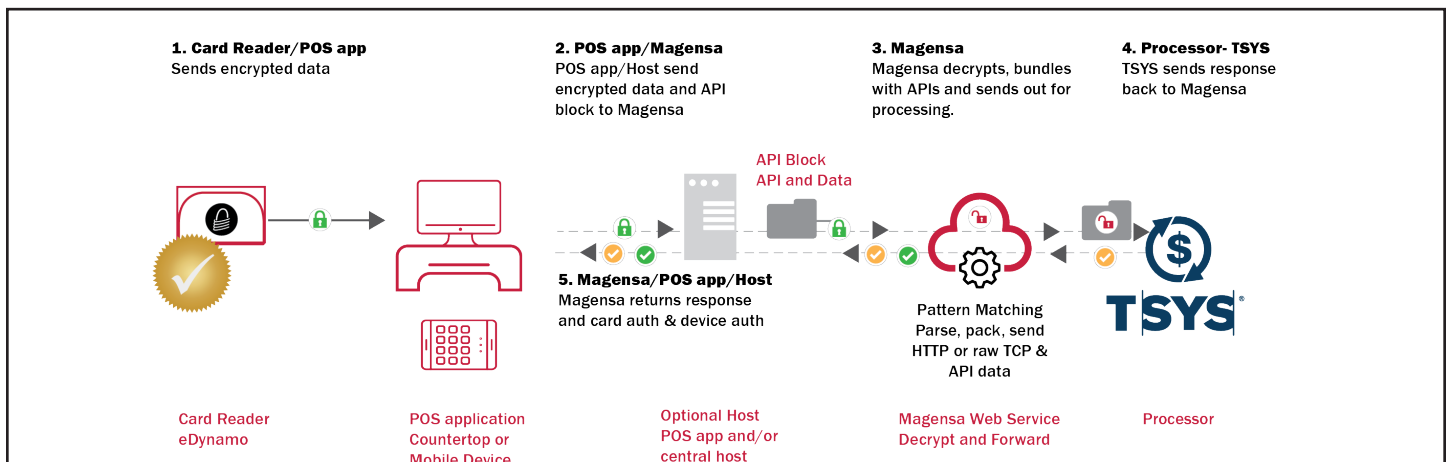 1. Card Reader/POS app
Sends encrypted data
2. POS app/Magensa
POS app/Host send
encrypted data and API
block to Magensa
3. Magensa
Magensa decrypts, bundles
with APIs and sends out for
processing.
4. Processor- TSYS
TSYS sends response
back to Magensa
API Block
API and Data
$
TSYS®
5. Magensa/POS app/Host
Magensa returns response
and card auth & device auth
Pattern Matching
Parse, pack, send
HTTP or raw TCP &
API data
Card Reader
eDynamo
POS application
Countertop or
Mobile Device
Optional Host
POS app and/or
central host
Magensa Web Service
Decrypt and Forward
Processor